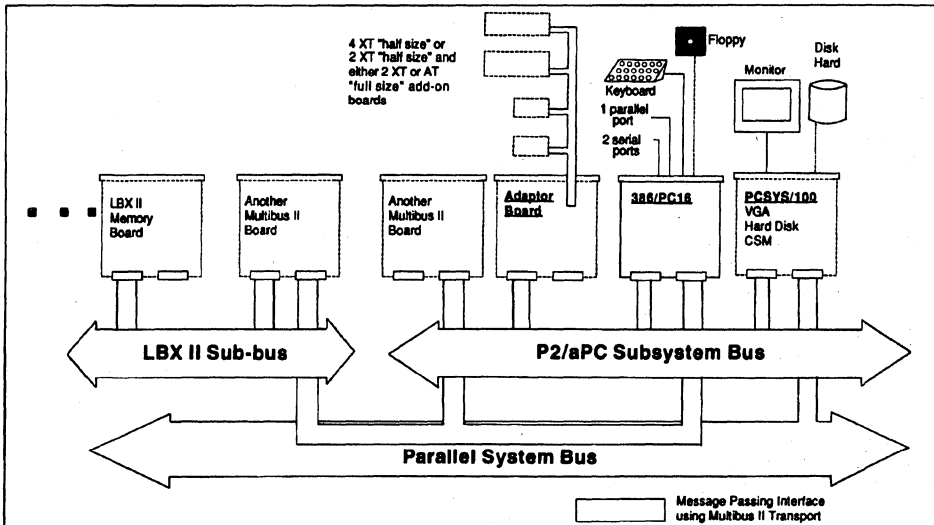 4 XT "half size" or
2 XT "half size" and
either 2 XT or AT
"full size" add-on
boards
Floppy
Keyboard
1 parallel
port
2 serial
ports
Monitor
Disk
Hard
LBX II
Memory
Board
Another
Multibus II
Board
Another
Multibus II
Board
Adaptor
Board
386/PC16
PCSYS/100
VGA
Hard Disk
CSM
LBX II Sub-bus
P2/aPC Subsystem Bus
Parallel System Bus
Message Passing Interface
using Multibus II Transport